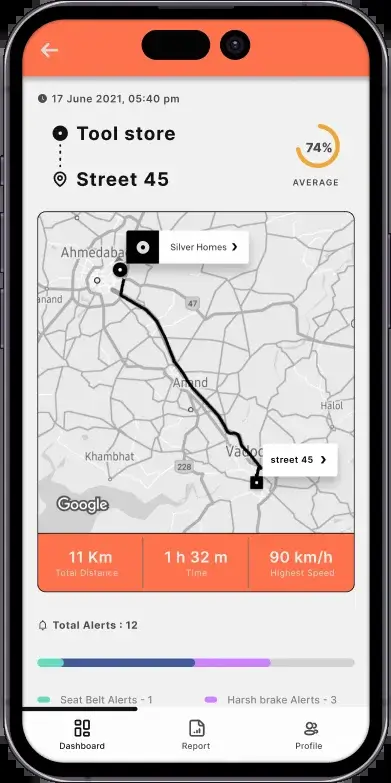 17 June 2021, 05:40 pm
Tool store
74%
Street 45
AVERAGE
Silver Homes
Ahmedaba
anand
47
Anand
Halol
Vadoc
street 45
Khambhat
228
Google
11 Km
1 h 32 m
90 km/h
Total Distance
Time
Highest Speed
Total Alerts : 12
Seat Belt Alerts - 1
Harsh brake Alerts - 3
Dashboard
Report
Profile